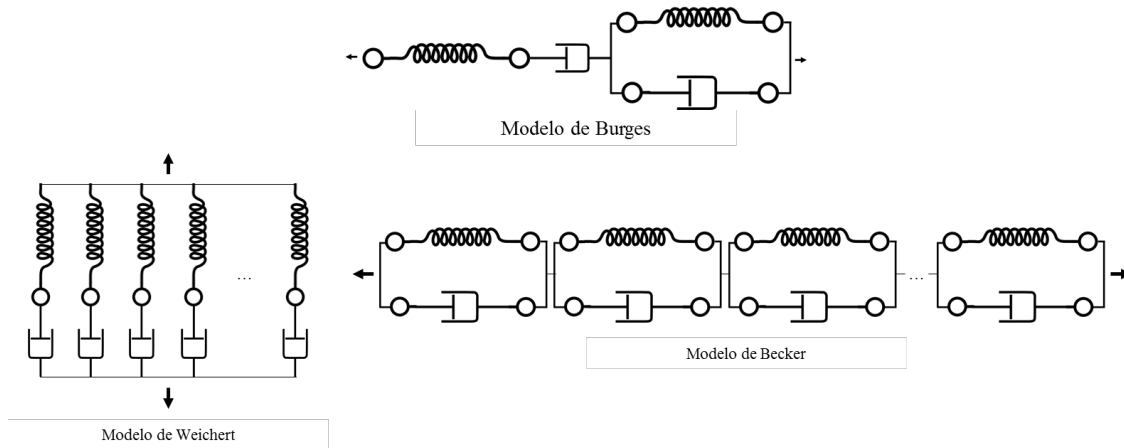 Modelo de Burges
...
...
Modelo de Becker
Modelo de Weichert